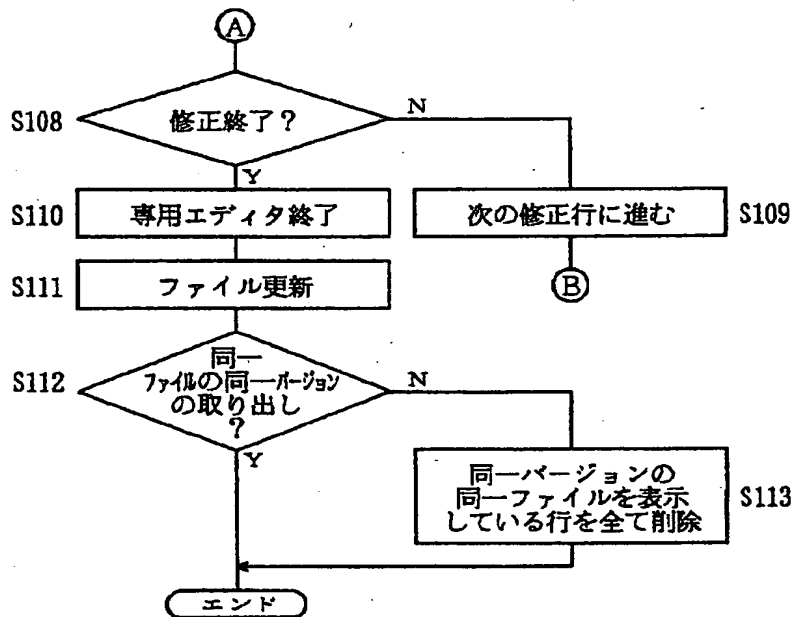 A
S108
修正終了?
N
Y
S110
専用エディタ終了
次の修正行に進む
S109
S111
ファイル更新
B
S112
同一
ファイルの同一バージョン
の取り出し
?
N
Y
同一バージョンの
同一ファイルを表示
している行を全て削除
S113
エンド